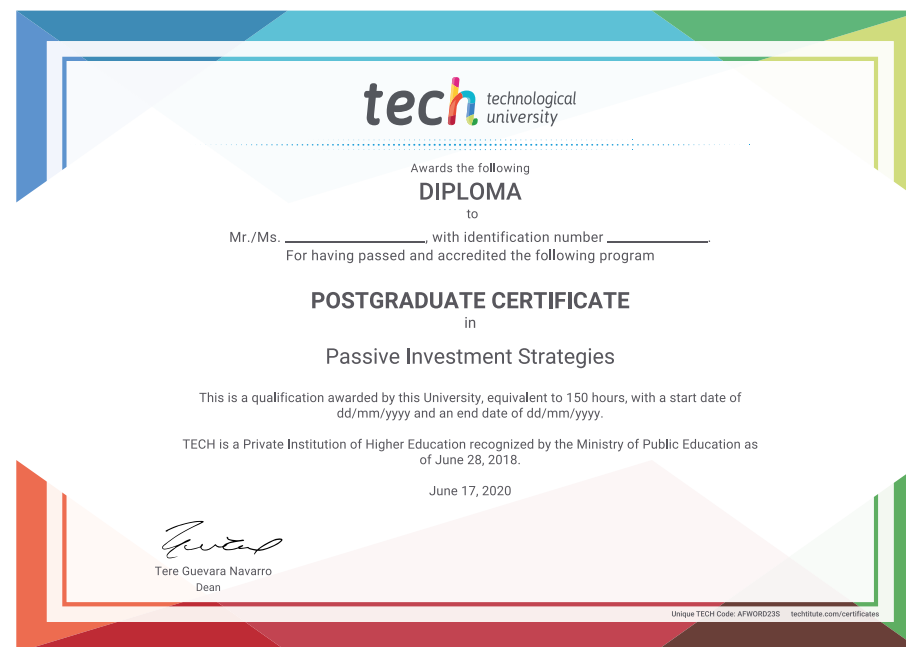 tech technological
university
Awards the following
DIPLOMA
to
Mr./Ms. ____________________, with identification number ______________.
For having passed and accredited the following program
POSTGRADUATE CERTIFICATE
in
Passive Investment Strategies
This is a qualification awarded by this University, equivalent to 150 hours, with a start date of
dd/mm/yyyy and an end date of dd/mm/yyyy.
TECH is a Private Institution of Higher Education recognized by the Ministry of Public Education as
of June 28, 2018.
June 17, 2020
Tere Guevara Navarro
Dean
Unique TECH Code: AFWORD23S techtitute.com/certificates